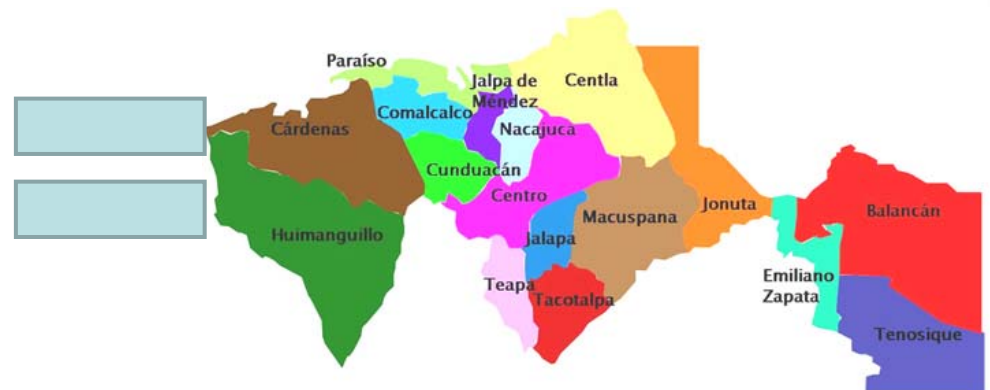 Paraíso
Jalpa de
Méndez
Centla
Comalcalco
Cárdenas
Nacajuca
Cunduacán
Centro
Jonuta
Balancán
Macuspana
Huimanguillo
Jalapa
Teapa
Tacotalpa
Emiliano
Zapata
Tenosique